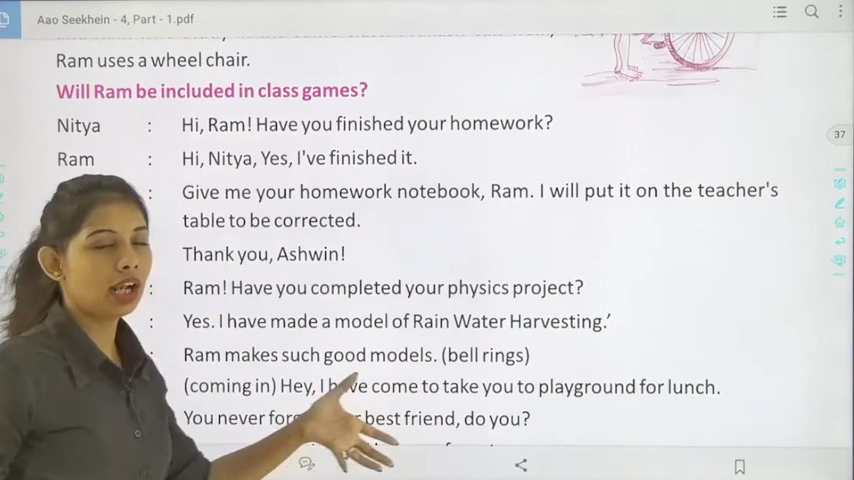 Aao Seekhein - 4, Part - 1.pdf
Ram uses a wheel chair.
Will Ram be included in class games?
Nitya : Hi, Ram! Have you finished your homework?
Ram : Hi, Nitya, Yes, I've finished it.
: Give me your homework notebook, Ram. I will put it on the teacher's
table to be corrected.
Thank you, Ashwin!
: Ram! Have you completed your physics project?
: Yes. I have made a model of Rain Water Harvesting.’
Ram makes such good models. (bell rings)
(coming in) Hey, I have come to take you to playground for lunch.
You never best friend, do you?
37